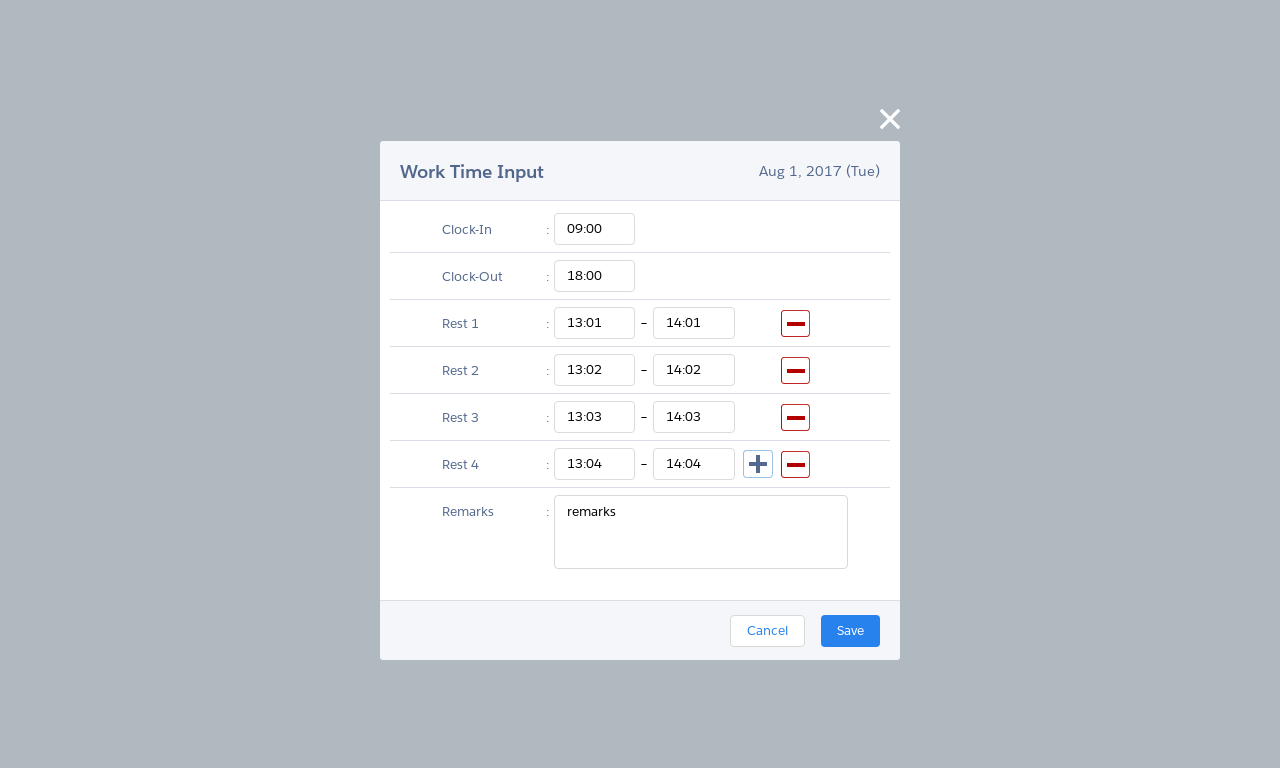 Work Time Input Aug 1, 2017 (Tue)
Clock-In : 09:00
Clock-Out : 18:00
Rest 1 : 13:01 – 14:01
Rest 2 : 13:02 – 14:02
Rest 3 : 13:03 – 14:03
Rest 4 : 13:04 – 14:04
Remarks : remarks
Cancel Save